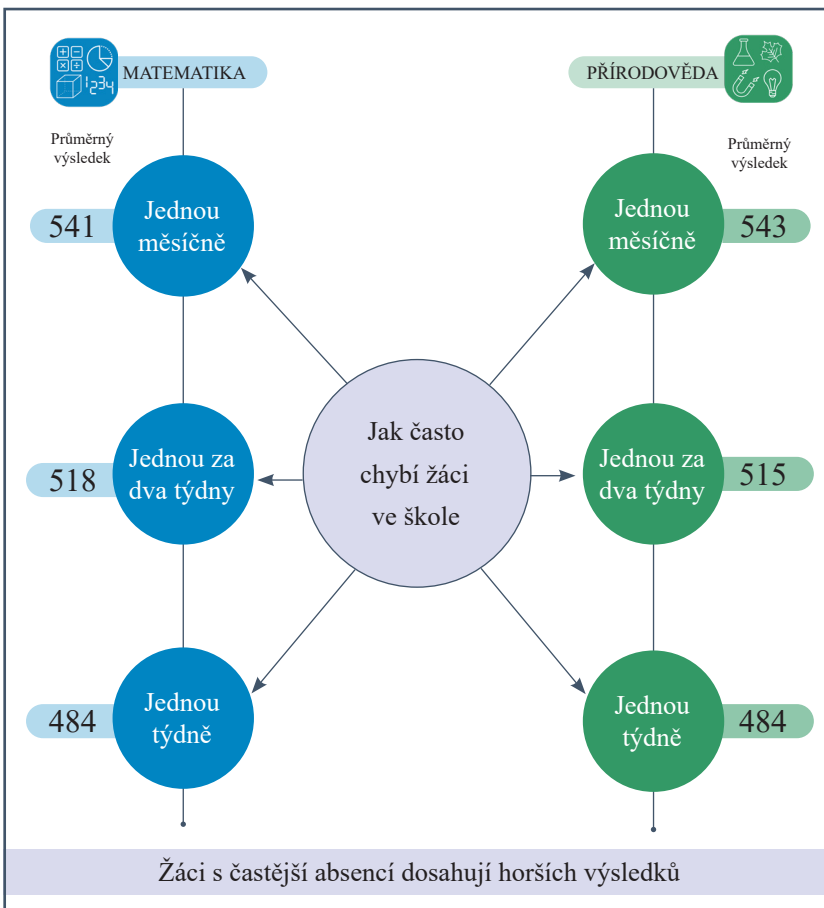 MATEMATIKA
1234
Průměrný
výsledek
541
Jednou
měsíčně
518
Jednou za
dva týdny
484
Jednou
týdně
Jak často
chybí žáci
ve škole
PŘÍRODOVĚDA
Průměrný
výsledek
Jednou
měsíčně
543
Jednou za
dva týdny
515
Jednou
týdně
484
Žáci s častější absencí dosahují horších výsledků